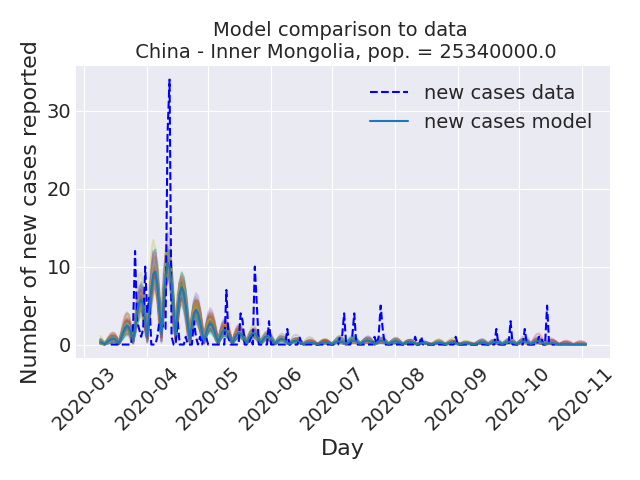 Model comparison to data
China - Inner Mongolia, pop. = 25340000.0
Number of new cases reported
30
20
10
0
new cases data
new cases model
2020-03
2020-04
2020-05
2020-06
2020-07
2020-08
2020-09
2020-10
2020-11
Day